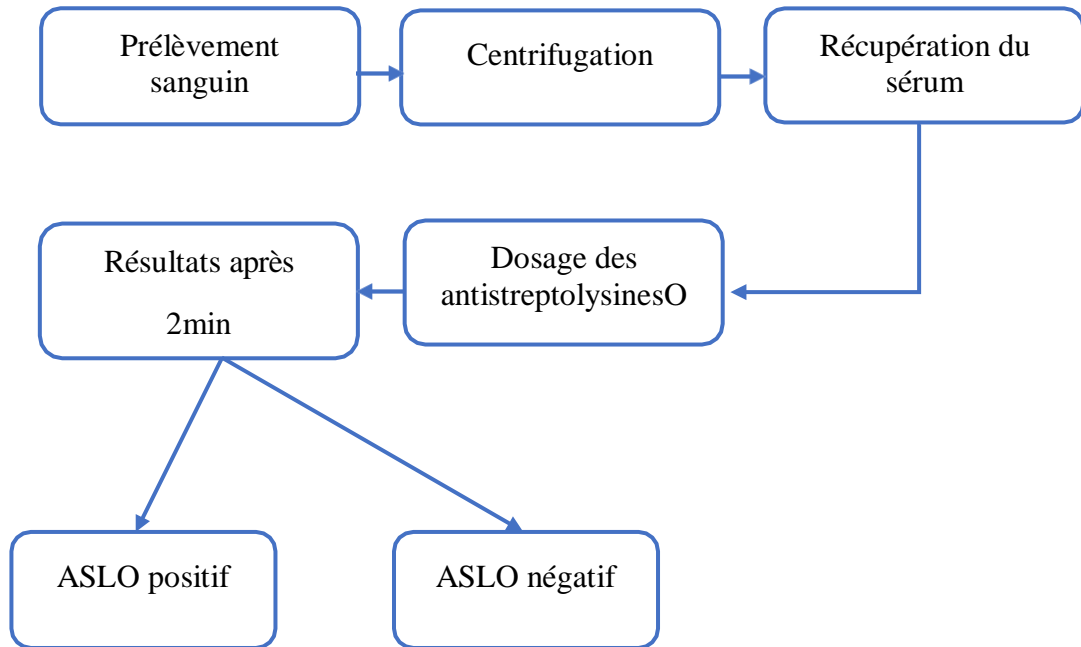 Prélèvement
sanguin
Centrifugation
Récupération du
sérum
Dosage des
antistreptolysinesO
Résultats après
2min
ASLO positif
ASLO négatif